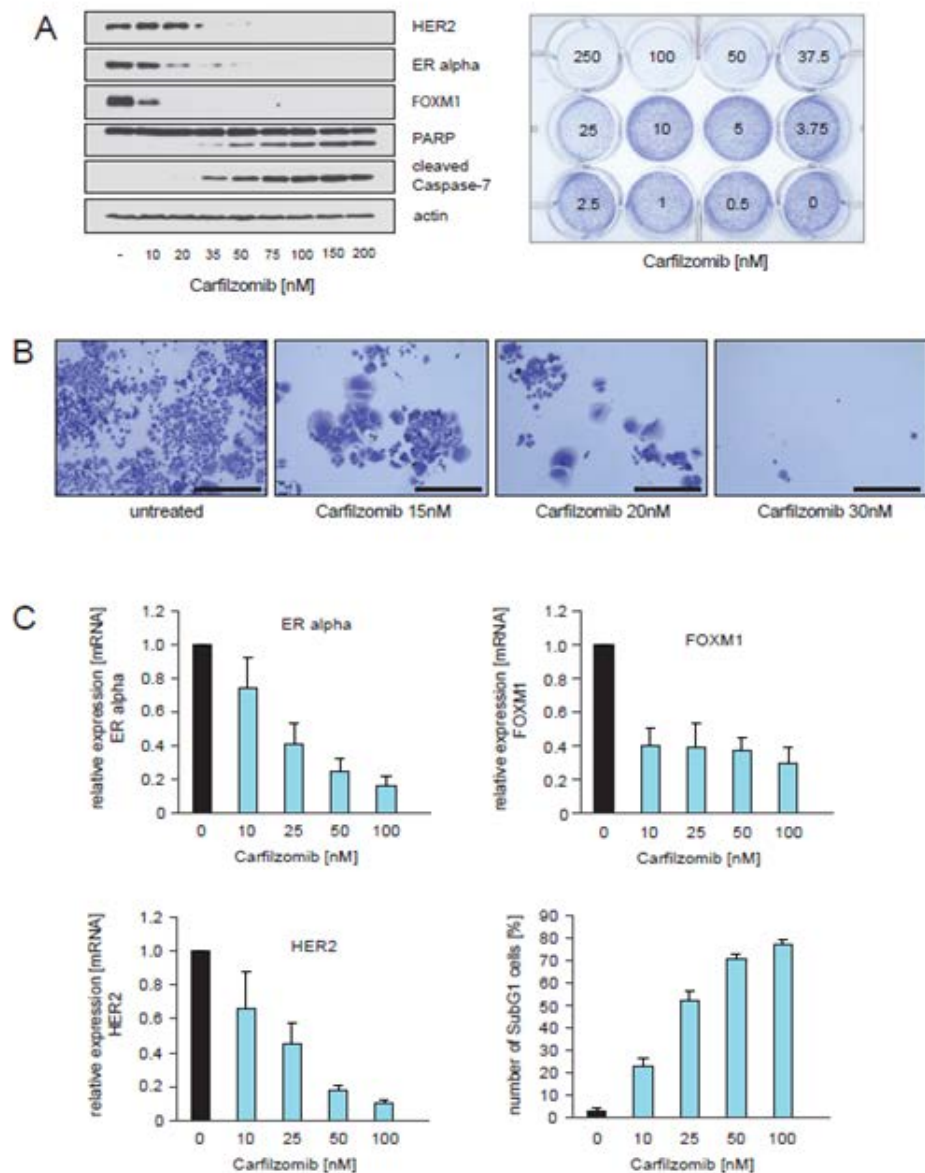 A
HER2
ER alpha
FOXM1
PARP
cleaved
Caspase-7
actin
- 10 20 35 50 75 100 150 200
Carfilzomib [nM]
250 100 50 37.5
25 10 5 3.75
2.5 1 0.5 0
Carfilzomib [nM]
B
untreated
Carfilzomib 15nM
Carfilzomib 20nM
Carfilzomib 30nM
C
relative expression [mRNA]
ER alpha
1.2
1.0
0.8
0.6
0.4
0.2
0
ER alpha
0 10 25 50 100
Carfilzomib [nM]
relative expression [mRNA]
FOXM1
1.2
1.0
0.8
0.6
0.4
0.2
0
FOXM1
0 10 25 50 100
Carfilzomib [nM]
relative expression [mRNA]
HER2
1.2
1.0
0.8
0.6
0.4
0.2
0
HER2
0 10 25 50 100
Carfilzomib [nM]
number of SubG1 cells [%]
90
80
70
60
50
40
30
20
10
0
0 10 25 50 100
Carfilzomib [nM]